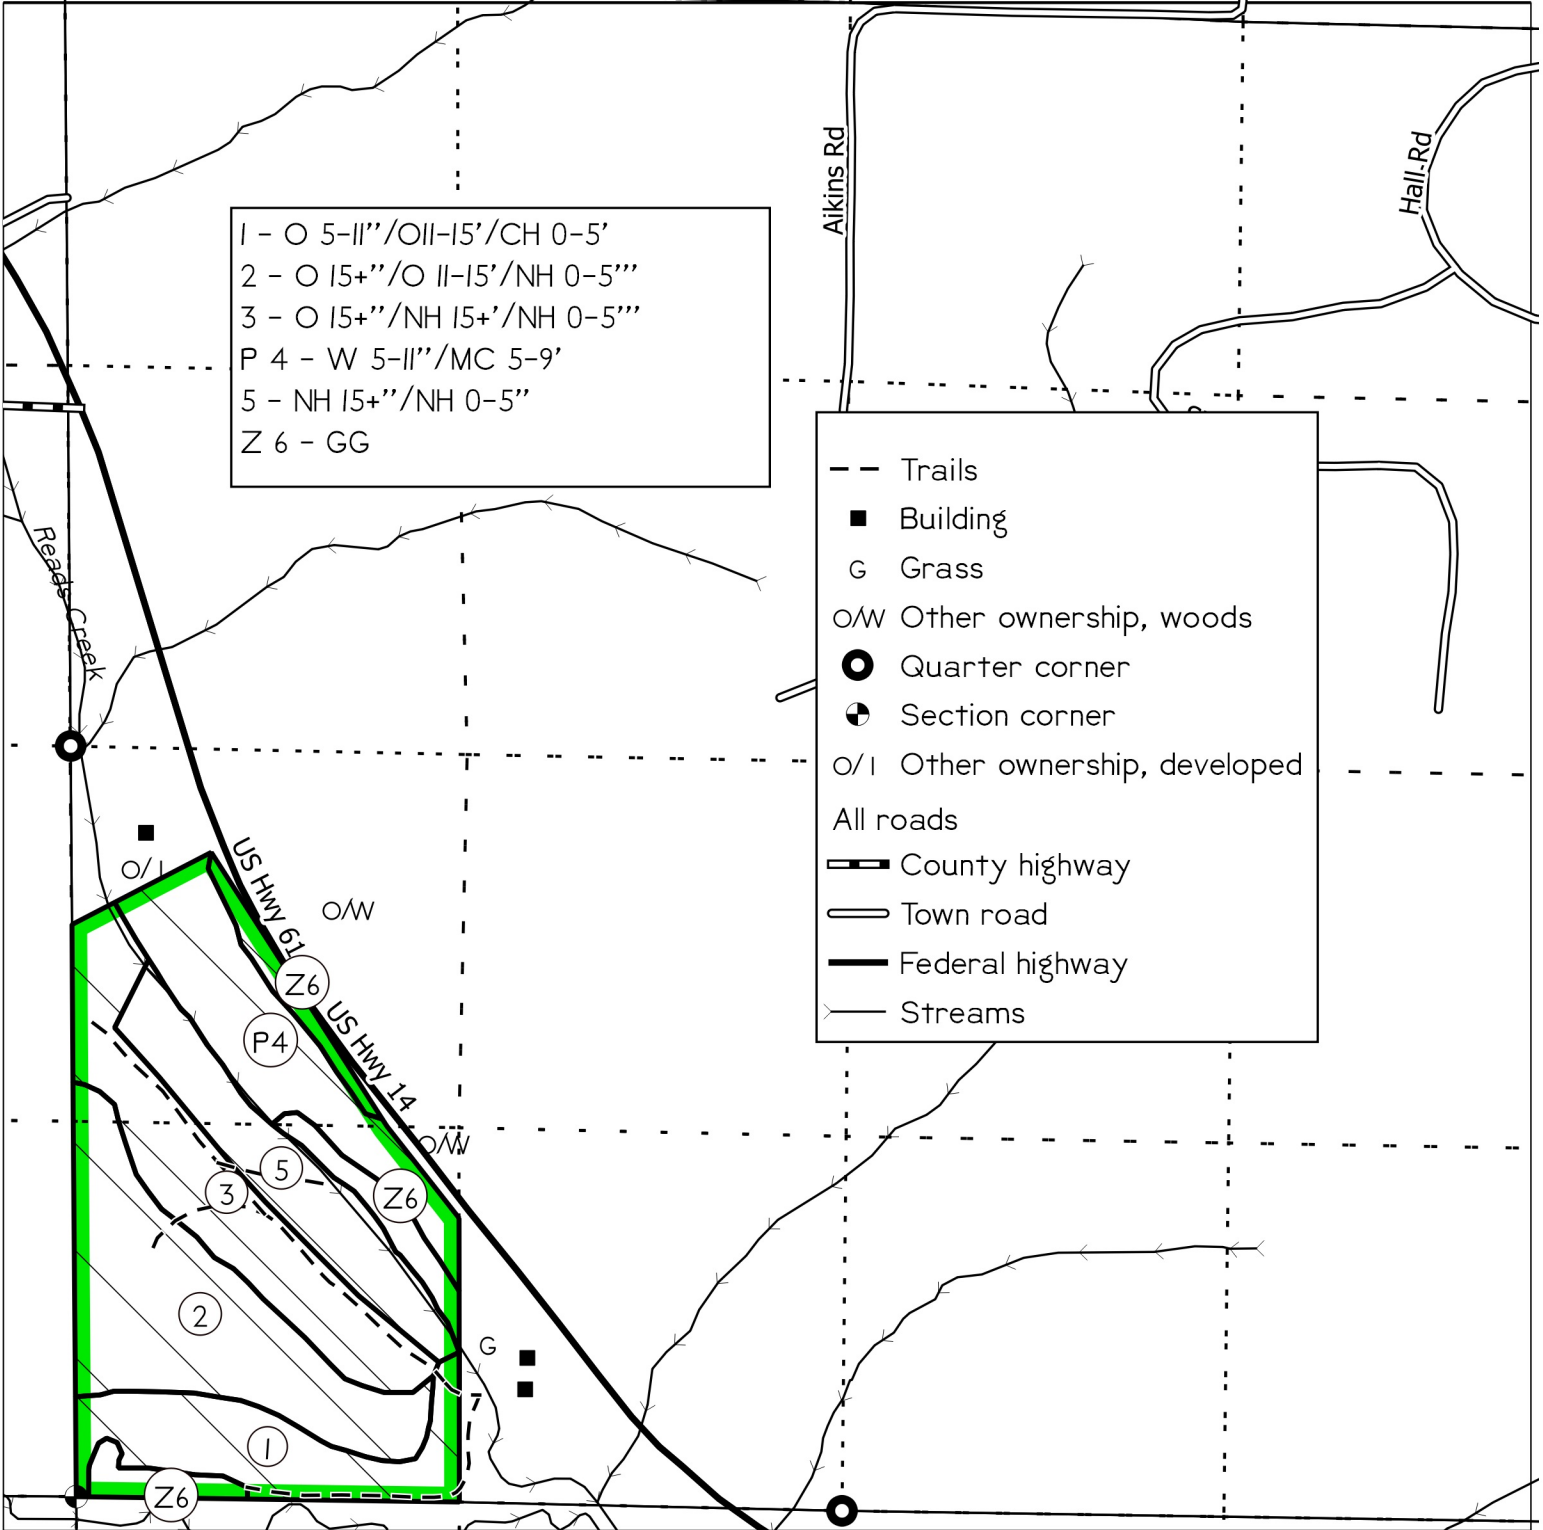 Aikins Rd
Hall Rd
1 - O 5-11''/O11-15'/CH 0-5'
2 - O 15+''/O 11-15'/NH 0-5'''
3 - O 15+''/NH 15+'/NH 0-5'''
P 4 - W 5-11''/MC 5-9'
5 - NH 15+''/NH 0-5''
Z 6 - GG
Trails
Building
G Grass
O/W Other ownership, woods
Quarter corner
Section corner
O/I Other ownership, developed
All roads
County highway
Town road
Federal highway
Streams
Reads Creek
O/I
US Hwy 61
O/W
Z6
US Hwy 14
P4
O/W
5
3
Z6
2
G
1
Z6